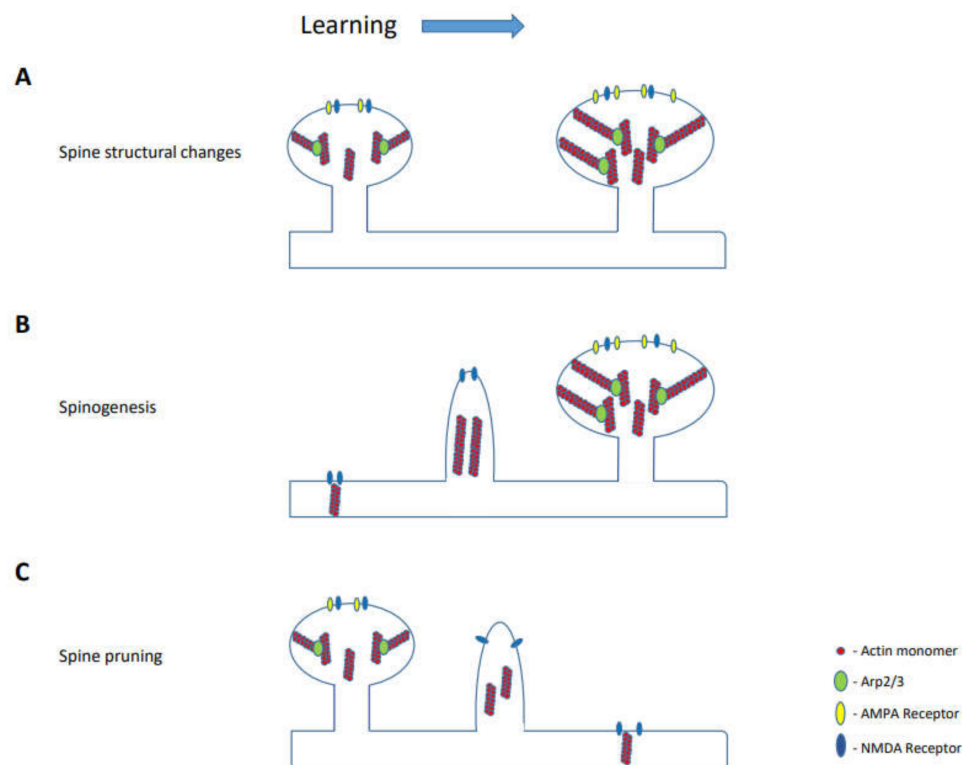 Learning
A
Spine structural changes
B
Spinogenesis
C
Spine pruning
- Actin monomer
- Arp2/3
- AMPA Receptor
- NMDA Receptor